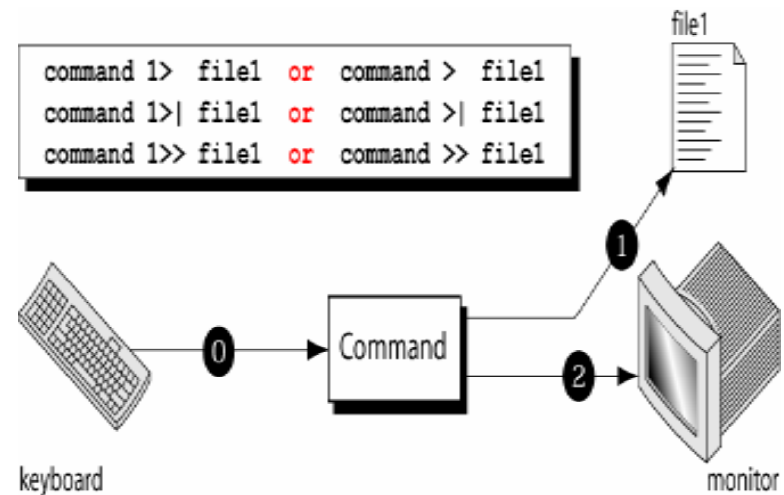 file1
command 1> file1 or command > file1
command 1>| file1 or command >| file1
command 1>> file1 or command >> file1
1
0
Command
2
keyboard
monitor